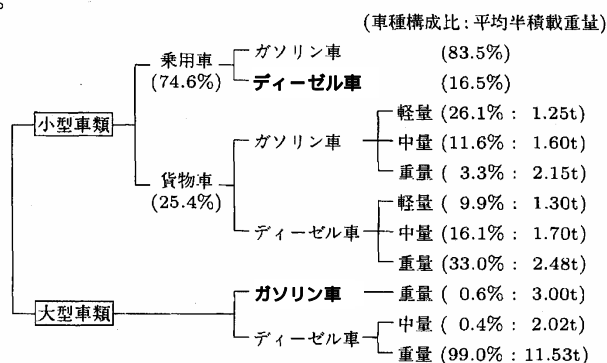 。
(車種構成比:平均半積載重量)
乗用車 ガソリン車 (83.5%)
(74.6%) ディーゼル車 (16.5%)
小型車類
軽量 (26.1% : 1.25t)
ガソリン車 中量 (11.6% : 1.60t)
重量 ( 3.3% : 2.15t)
貨物車
(25.4%)
軽量 ( 9.9% : 1.30t)
ディーゼル車 中量 (16.1% : 1.70t)
重量 (33.0% : 2.48t)
ガソリン車 重量 ( 0.6% : 3.00t)
大型車類
ディーゼル車 中量 ( 0.4% : 2.02t)
重量 (99.0% : 11.53t)